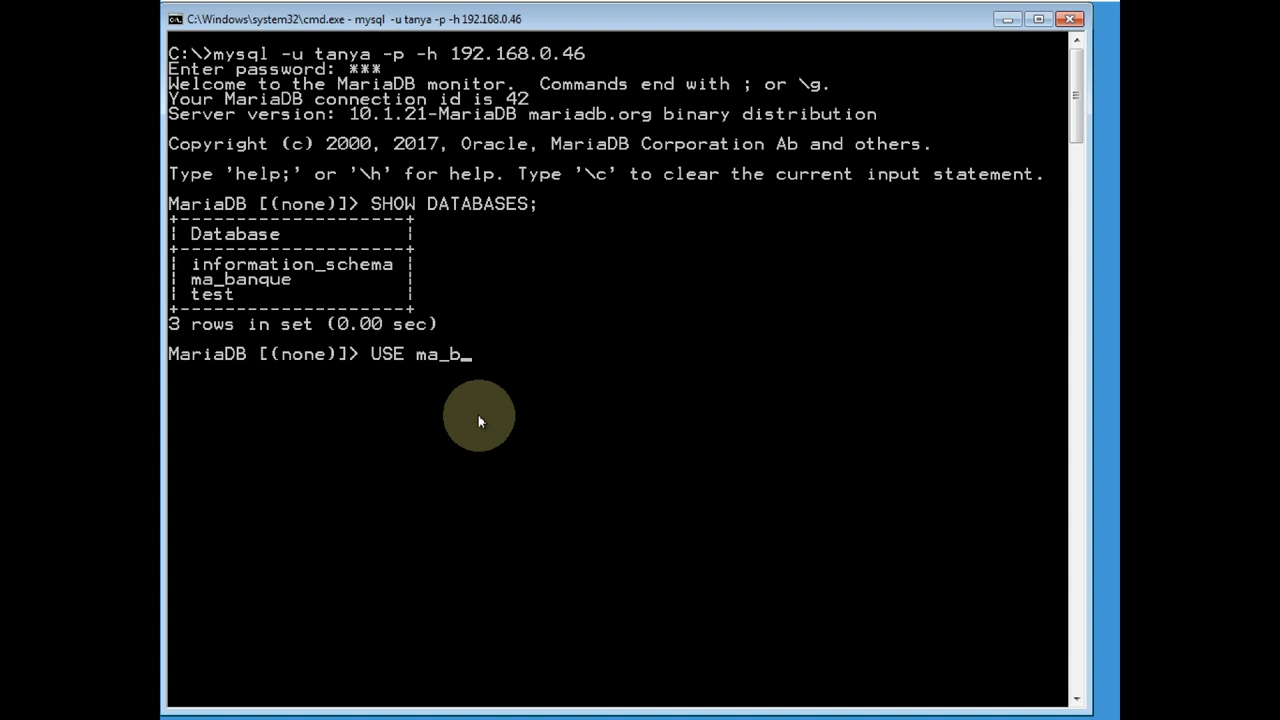 C:\Windows\system32\cmd.exe - mysql -u tanya -p -h 192.168.0.46
C:\>mysql -u tanya -p -h 192.168.0.46
Enter password: ***
Welcome to the MariaDB monitor.  Commands end with ; or \g.
Your MariaDB connection id is 42
Server version: 10.1.21-MariaDB mariadb.org binary distribution
Copyright (c) 2000, 2017, Oracle, MariaDB Corporation Ab and others.
Type 'help;' or '\h' for help. Type '\c' to clear the current input statement.
MariaDB [(none)]> SHOW DATABASES;
+--------------------+
| Database           |
+--------------------+
| information_schema |
| ma_banque          |
| test               |
+--------------------+
3 rows in set (0.00 sec)
MariaDB [(none)]> USE ma_b_